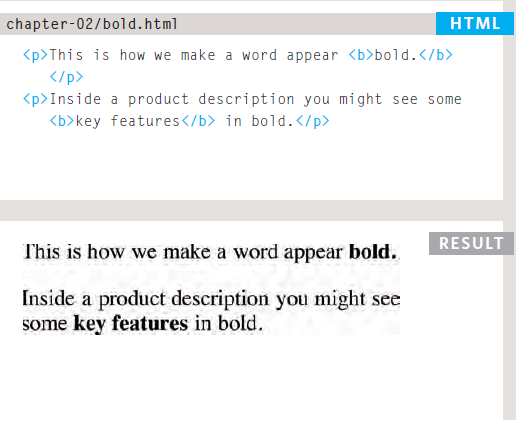 chapter-02/bold.html
HTML
<p>This is how we make a word appear <b>bold.</b>
</p>
<p>Inside a product description you might see some
<b>key features</b> in bold.</p>
RESULT
This is how we make a word appear bold.
Inside a product description you might see
some key features in bold.